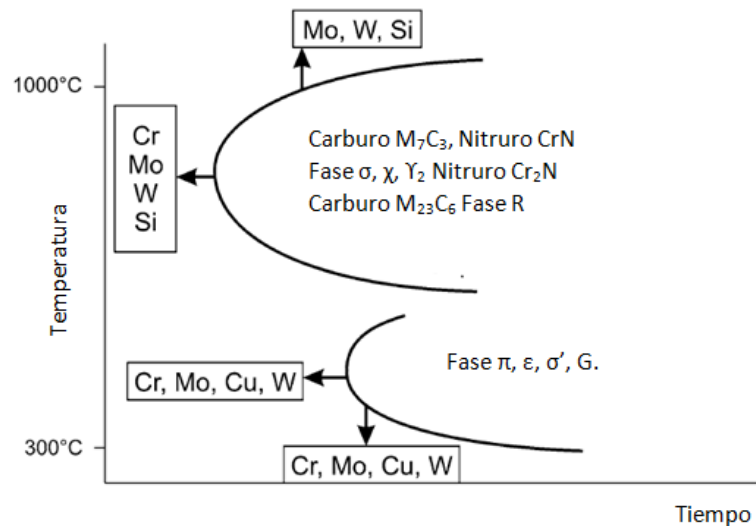 Mo, W, Si
1000°C
Cr
Mo
W
Si
Carburo M₇C₃, Nitruro CrN
Fase σ, χ, ϒ₂ Nitruro Cr₂N
Carburo M₂₃C₆ Fase R
Temperatura
Fase π, ε, σ’, G.
Cr, Mo, Cu, W
300°C
Cr, Mo, Cu, W
Tiempo